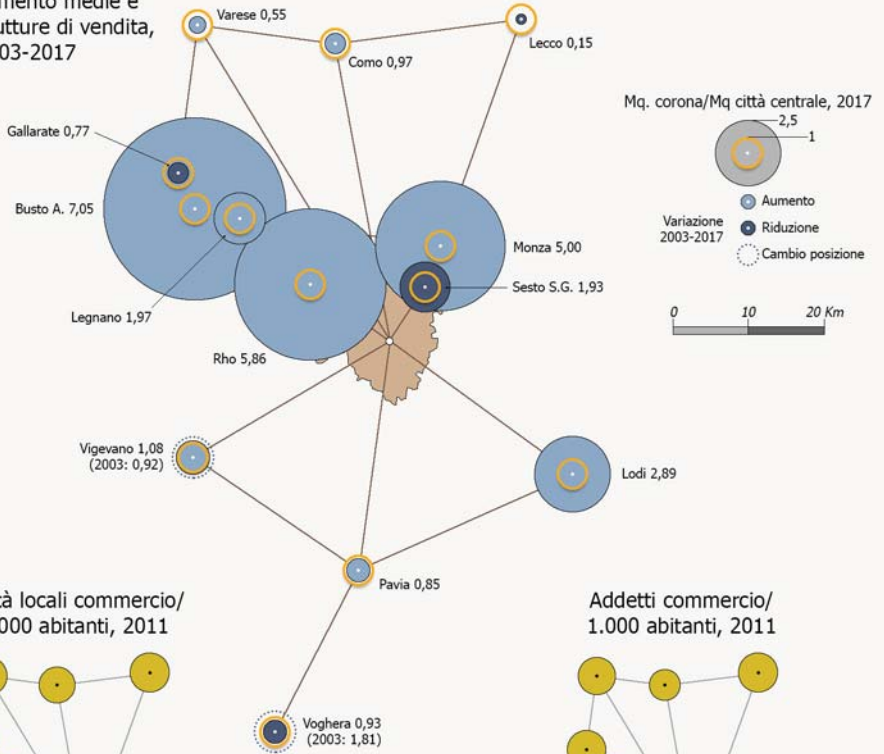 medie e
di vendita,
2017
Varese 0,55
Como 0,97
Lecco 0,15
Gallarate 0,77
Busto A. 7,05
Legnano 1,97
Rho 5,86
Monza 5,00
Sesto S.G. 1,93
Mq. corona/Mq città centrale, 2017
2,5
1
Aumento
Variazione
2003-2017
Riduzione
Cambio posizione
0 10 20 Km
Vigevano 1,08
(2003: 0,92)
Lodi 2,89
Pavia 0,85
Voghera 0,93
(2003: 1,81)
locali commercio/
abitanti, 2011
Addetti commercio/
1.000 abitanti, 2011